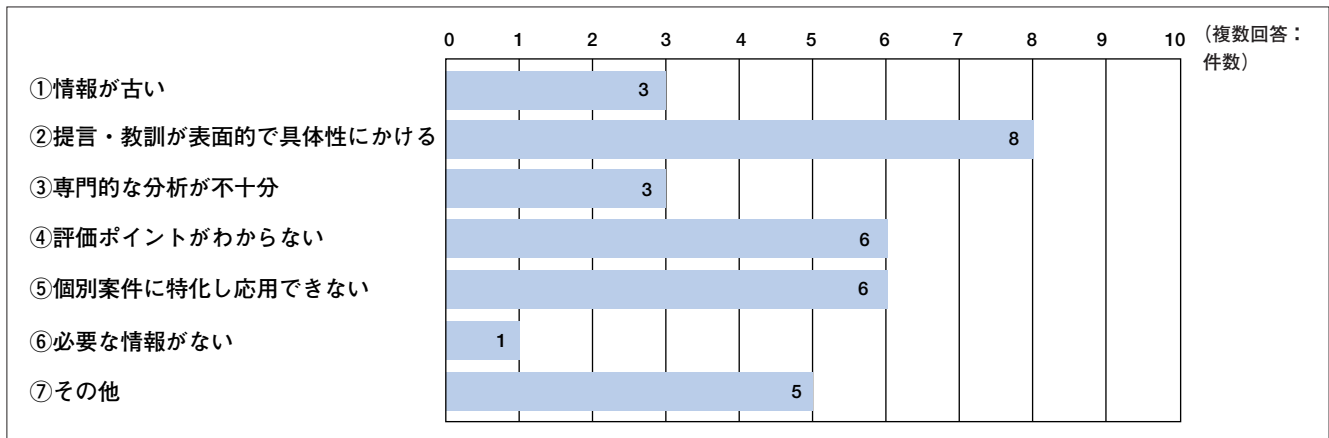 0 1 2 3 4 5 6 7 8 9 10 (複数回答：
件数)
①情報が古い 3
②提言・教訓が表面的で具体性にかける 8
③専門的な分析が不十分 3
④評価ポイントがわからない 6
⑤個別案件に特化し応用できない 6
⑥必要な情報がない 1
⑦その他 5